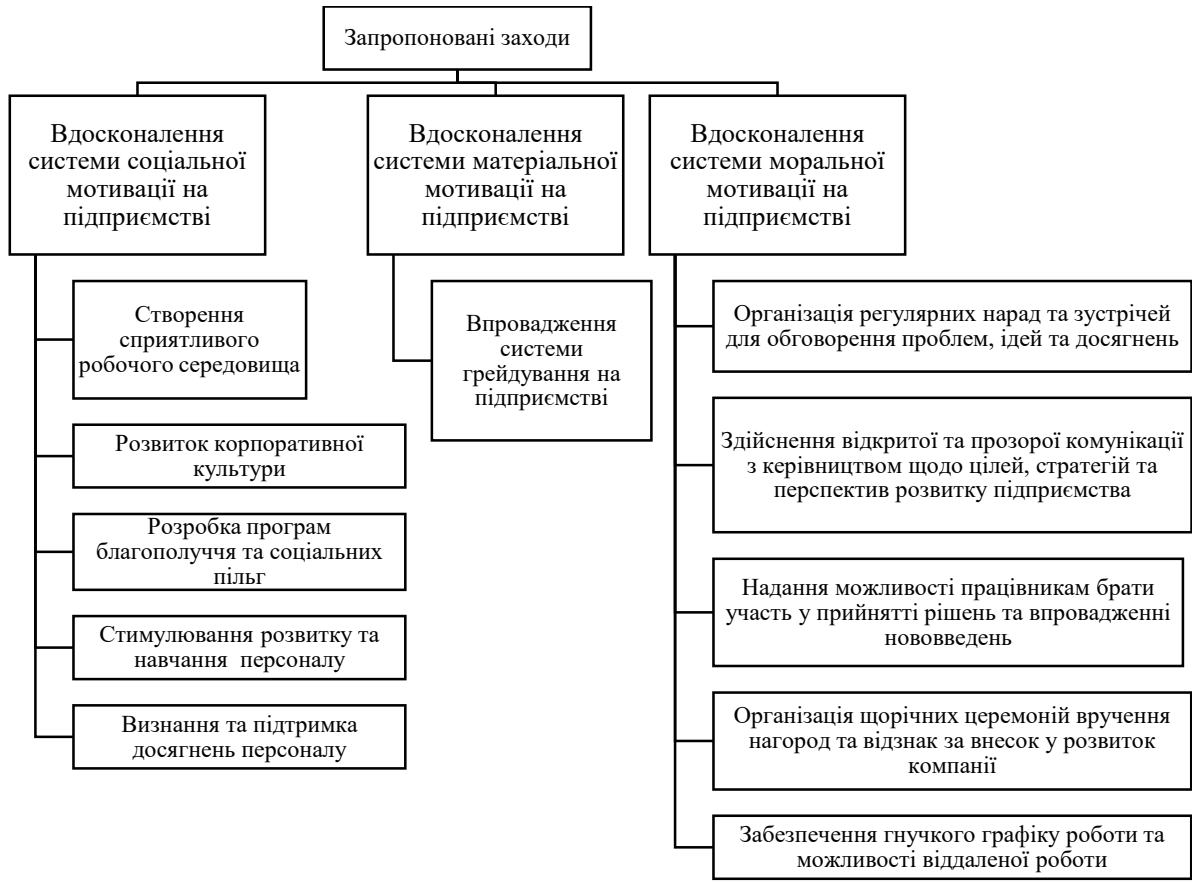 Запропоновані заходи
Вдосконалення
системи соціальної
мотивації на
підприємстві
Створення
сприятливого
робочого середовища
Розвиток корпоративної
культури
Розробка програм
благополуччя та соціальних
пільг
Стимулювання розвитку та
навчання  персоналу
Визнання та підтримка
досягнень персоналу
Вдосконалення
системи матеріальної
мотивації на
підприємстві
Впровадження
системи
грейдування на
підприємстві
Вдосконалення
системи моральної
мотивації на
підприємстві
Організація регулярних нарад та зустрічей
для обговорення проблем, ідей та досягнень
Здійснення відкритої та прозорої комунікації
з керівництвом щодо цілей, стратегій та
перспектив розвитку підприємства
Надання можливості працівникам брати
участь у прийнятті рішень та впровадженні
нововведень
Організація щорічних церемоній вручення
нагород та відзнак за внесок у розвиток
компанії
Забезпечення гнучкого графіку роботи та
можливості віддаленої роботи